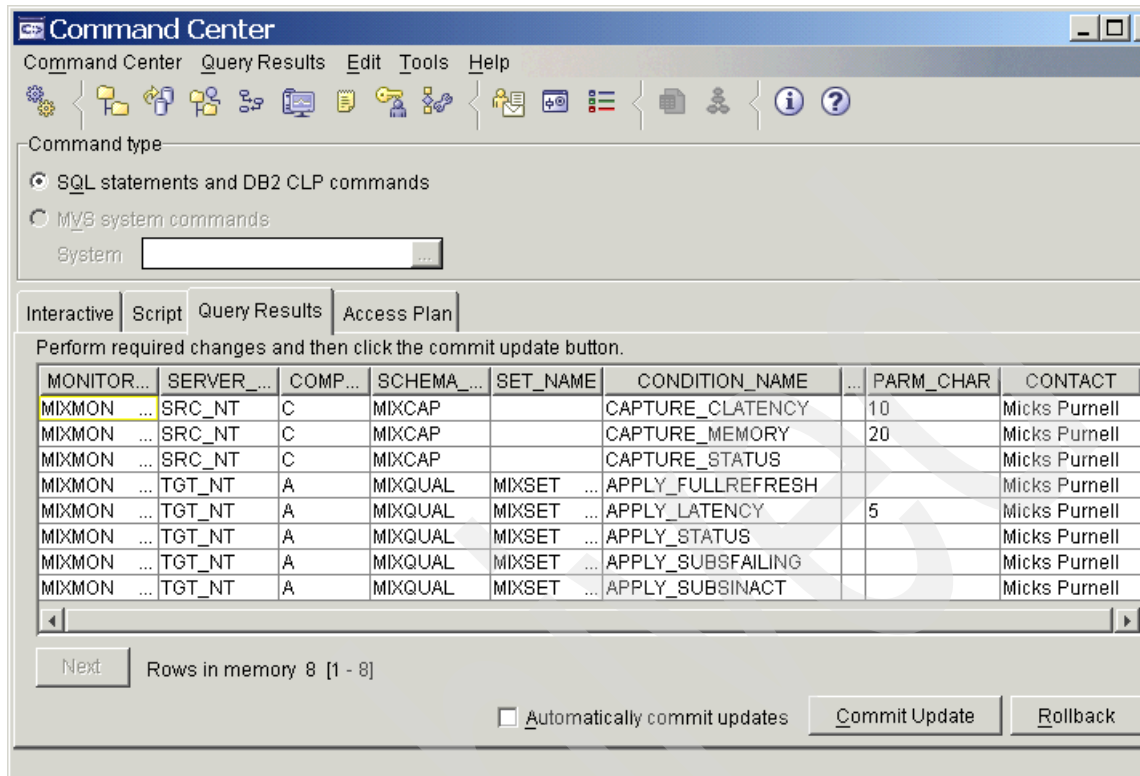 Command Center
Command Center Query Results Edit Tools Help
Command type
SQL statements and DB2 CLP commands
MVS system commands
System ...
Interactive Script Query Results Access Plan
Perform required changes and then click the commit update button.
MONITOR... SERVER_... COMP... SCHEMA_... SET_NAME CONDITION_NAME ... PARM_CHAR CONTACT
MIXMON ... SRC_NT C MIXCAP CAPTURE_CLATENCY 10 Micks Purnell
MIXMON ... SRC_NT C MIXCAP CAPTURE_MEMORY 20 Micks Purnell
MIXMON ... SRC_NT C MIXCAP CAPTURE_STATUS Micks Purnell
MIXMON ... TGT_NT A MIXQUAL MIXSET ... APPLY_FULLREFRESH Micks Purnell
MIXMON ... TGT_NT A MIXQUAL MIXSET ... APPLY_LATENCY 5 Micks Purnell
MIXMON ... TGT_NT A MIXQUAL MIXSET ... APPLY_STATUS Micks Purnell
MIXMON ... TGT_NT A MIXQUAL MIXSET ... APPLY_SUBSFAILING Micks Purnell
MIXMON ... TGT_NT A MIXQUAL MIXSET ... APPLY_SUBSINACT Micks Purnell
Next Rows in memory 8 [1 - 8]
Automatically commit updates Commit Update Rollback